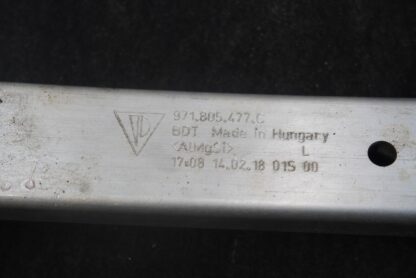 971.805.477.C
BDT Made in Hungary
<AlMgSi> L
17:08 14.02.18 015 00